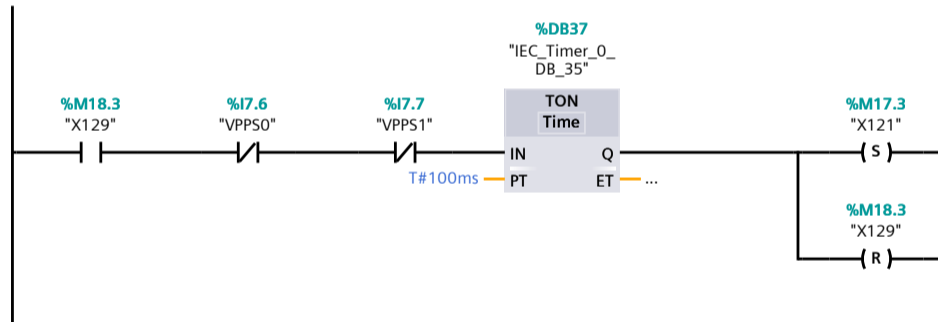 %DB37
"IEC_Timer_0_
DB_35"
%M18.3
"X129"
%I7.6
"VPPS0"
%I7.7
"VPPS1"
TON
Time
IN
Q
T#100ms
PT
ET
...
%M17.3
"X121"
S
%M18.3
"X129"
R